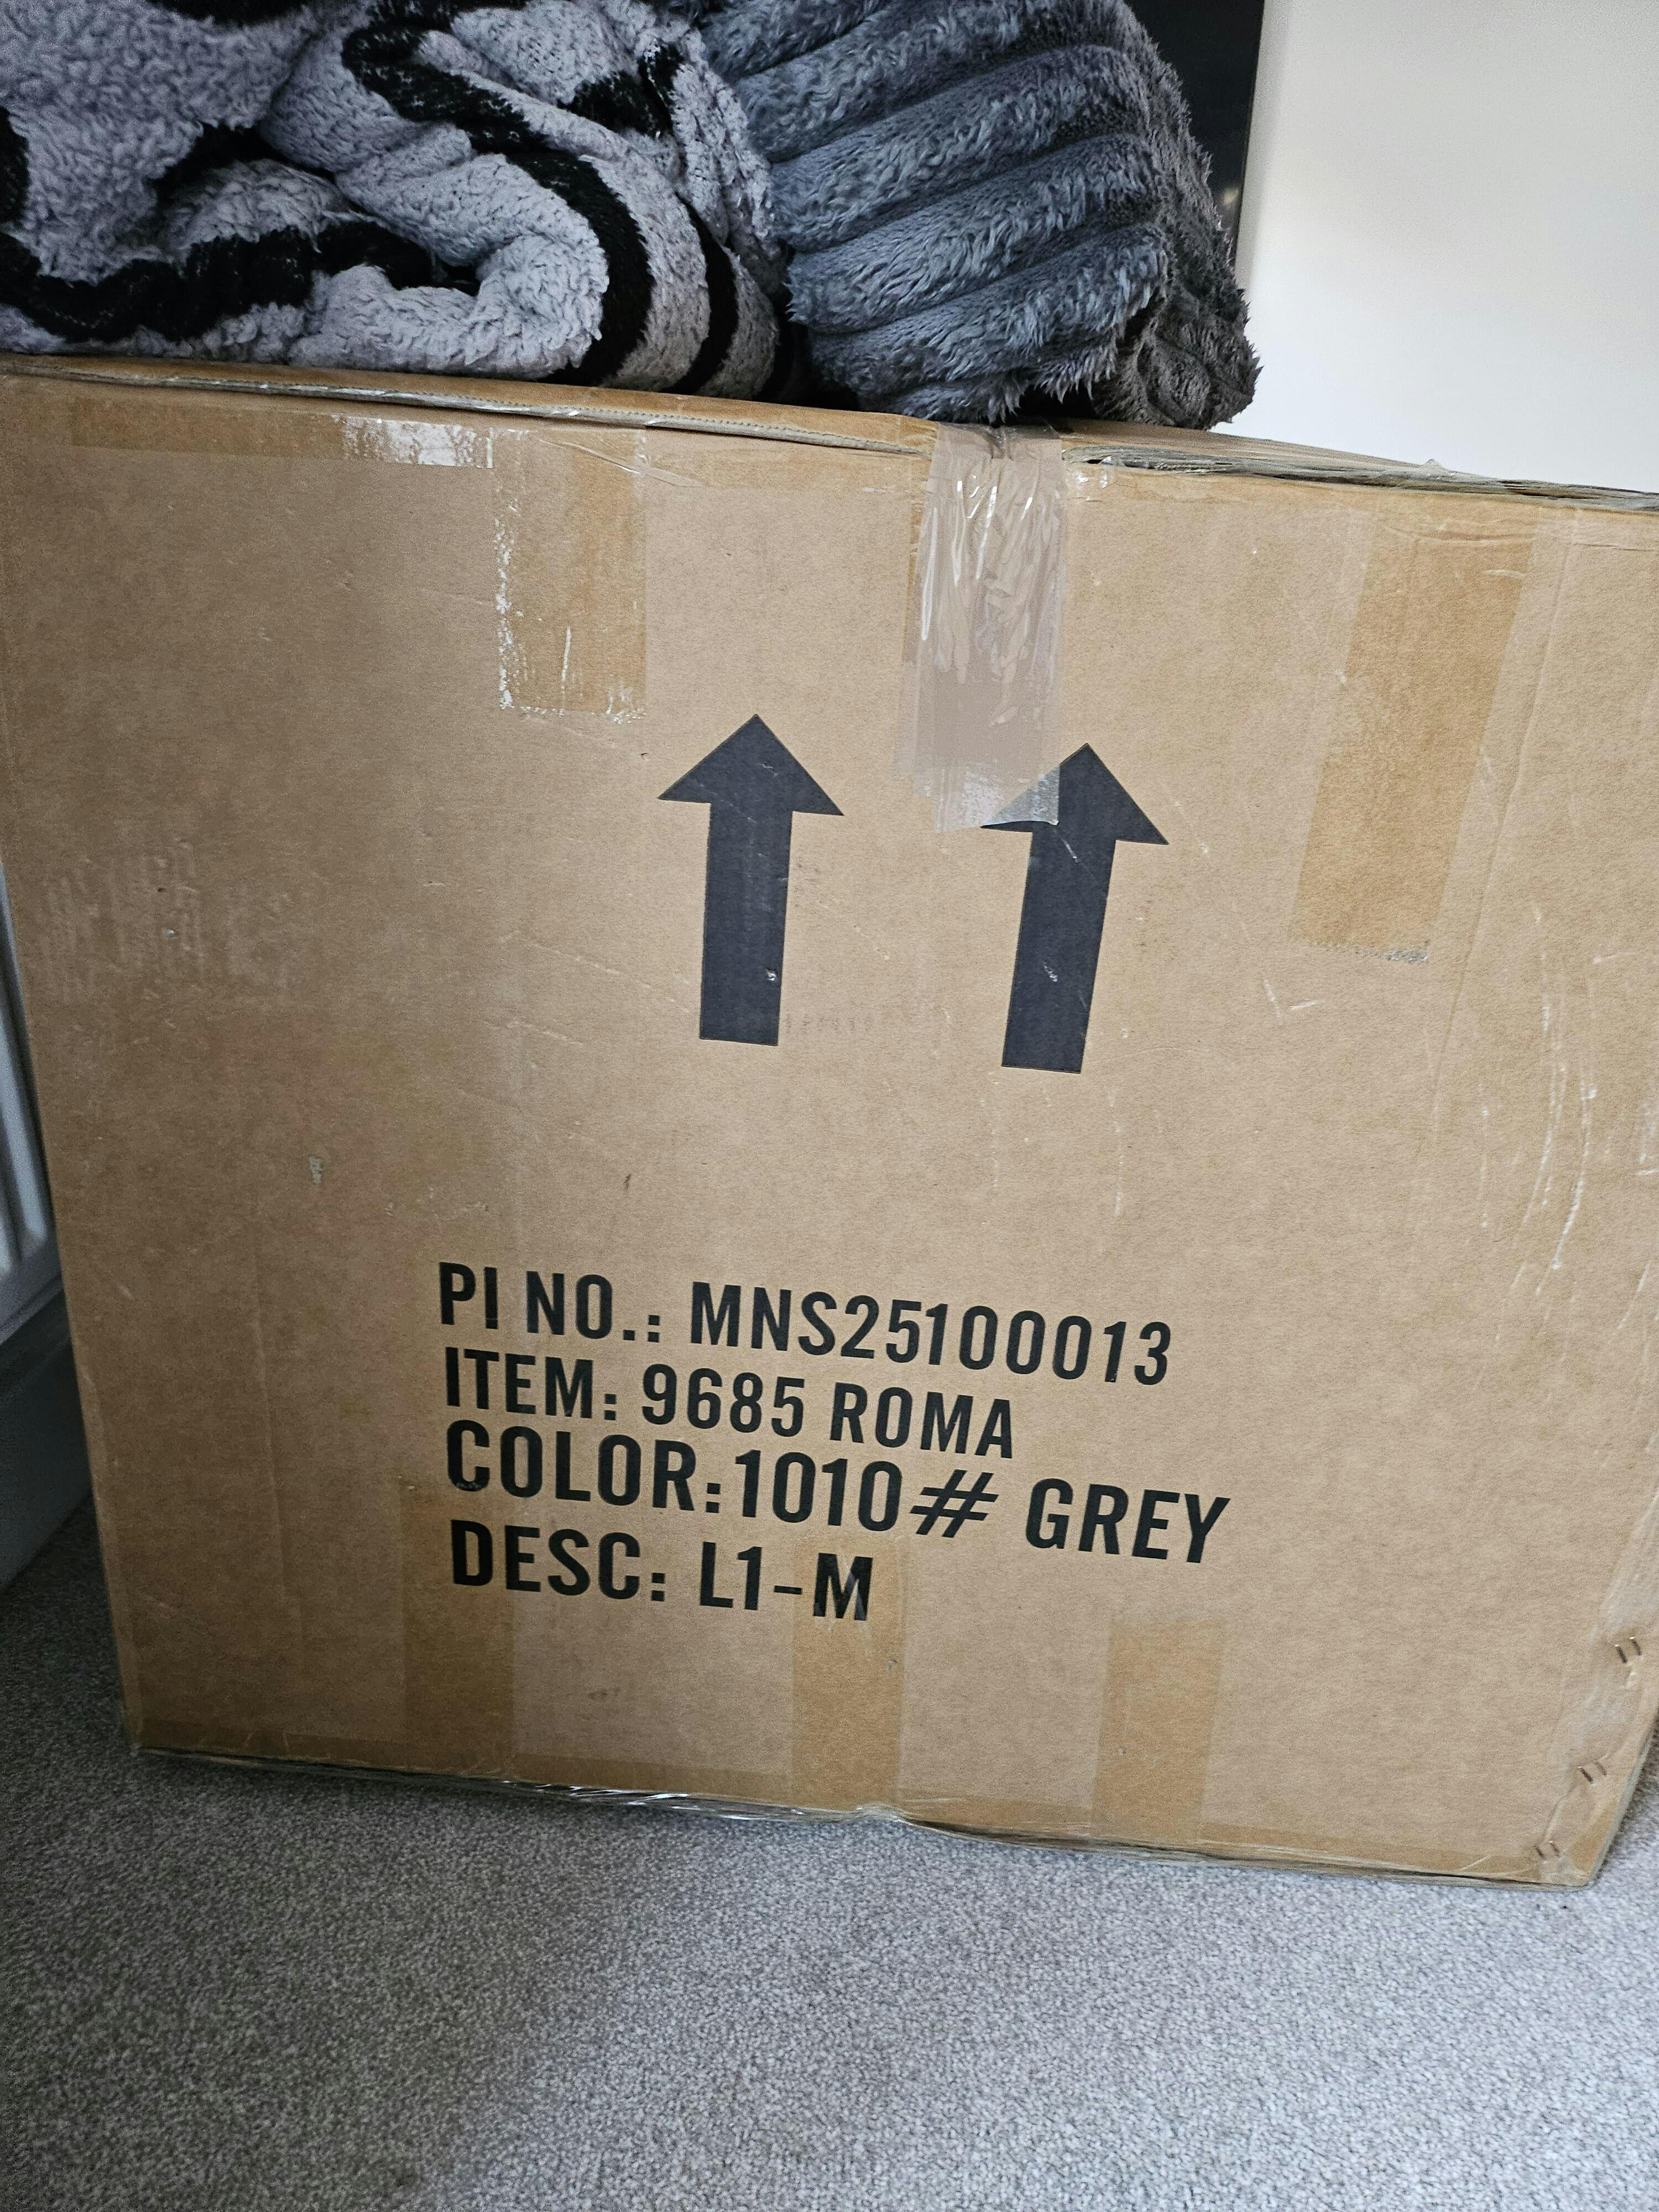 PI NO.: MNS25100013
ITEM: 9685 ROMA
COLOR:1010# GREY
DESC: L1-M